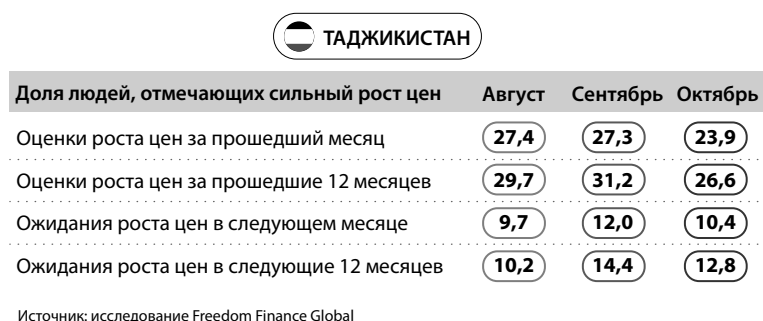 ТАДЖИКИСТАН
Доля людей, отмечающих сильный рост цен Август Сентябрь Октябрь
Оценки роста цен за прошедший месяц 27,4 27,3 23,9
Оценки роста цен за прошедшие 12 месяцев 29,7 31,2 26,6
Ожидания роста цен в следующем месяце 9,7 12,0 10,4
Ожидания роста цен в следующие 12 месяцев 10,2 14,4 12,8
Источник: исследование Freedom Finance Global